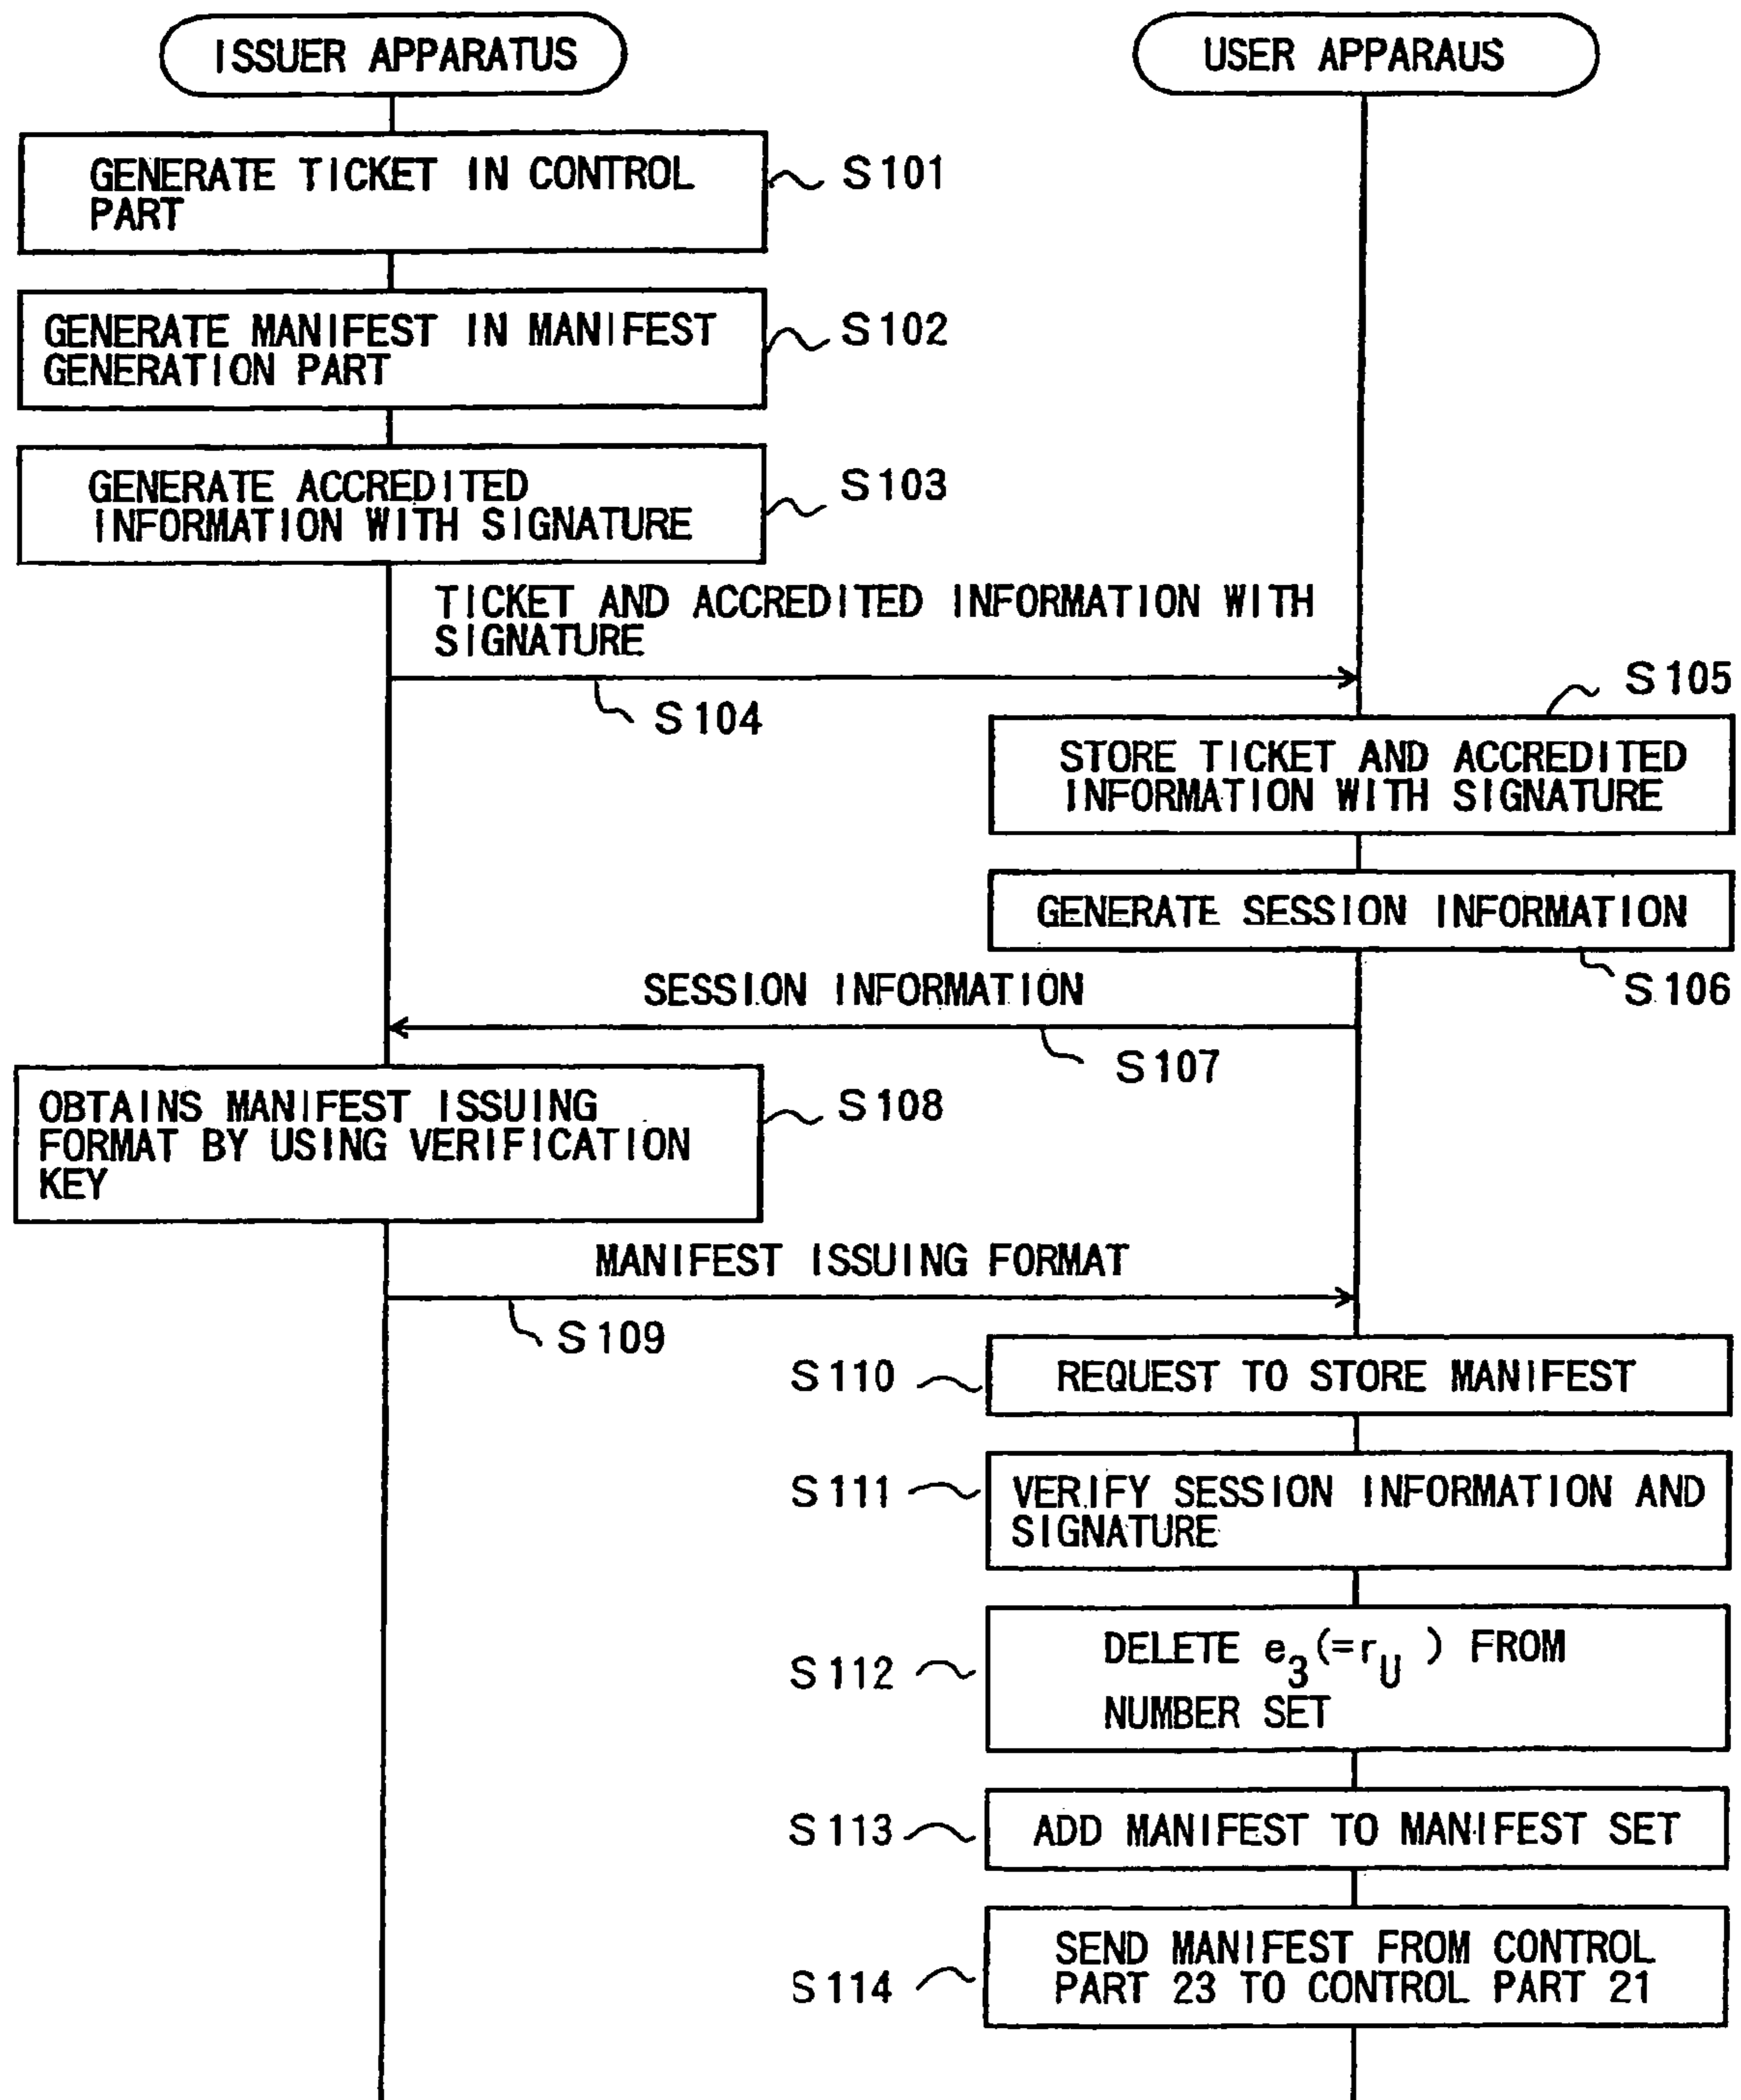 ISSUER APPARATUS
USER APPARAUS
GENERATE TICKET IN CONTROL
PART
S101
GENERATE MANIFEST IN MANIFEST
GENERATION PART
S102
GENERATE ACCREDITED
INFORMATION WITH SIGNATURE
S103
TICKET AND ACCREDITED INFORMATION WITH
SIGNATURE
S104
S105
STORE TICKET AND ACCREDITED
INFORMATION WITH SIGNATURE
GENERATE SESSION INFORMATION
S106
SESSION INFORMATION
S107
OBTAINS MANIFEST ISSUING
FORMAT BY USING VERIFICATION
KEY
S108
MANIFEST ISSUING FORMAT
S109
S110
REQUEST TO STORE MANIFEST
S111
VERIFY SESSION INFORMATION AND
SIGNATURE
S112
DELETE e3(=rU ) FROM
NUMBER SET
S113
ADD MANIFEST TO MANIFEST SET
S114
SEND MANIFEST FROM CONTROL
PART 23 TO CONTROL PART 21